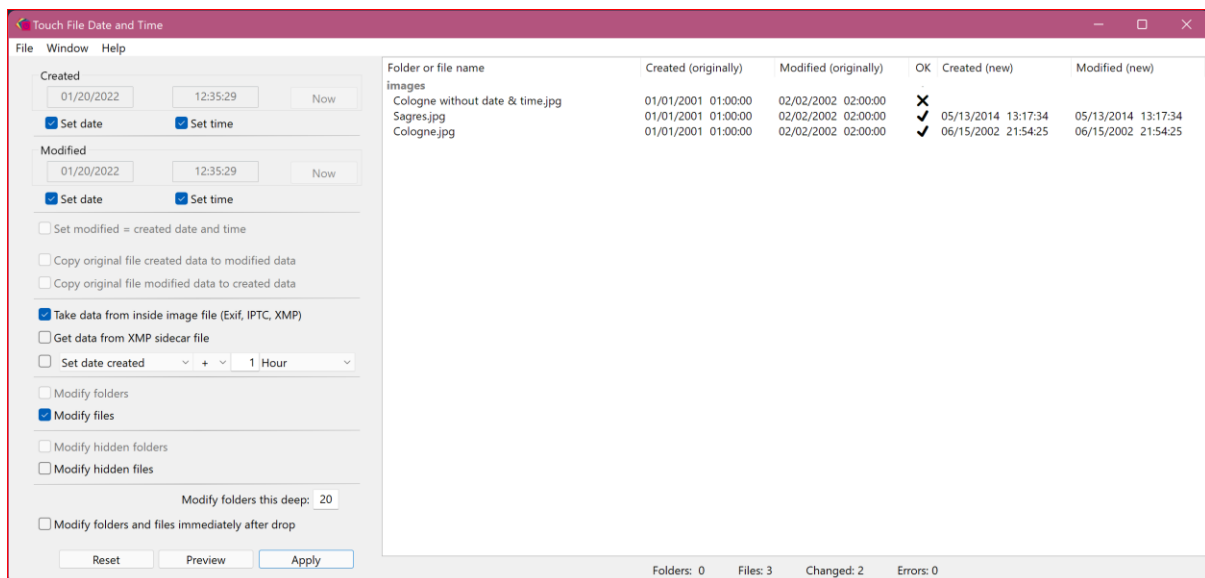 Touch File Date and Time
File Window Help
Created
01/20/2022 12:35:29 Now
Set date Set time
Modified
01/20/2022 12:35:29 Now
Set date Set time
Set modified = created date and time
Copy original file created data to modified data
Copy original file modified data to created data
Take data from inside image file (Exif, IPTC, XMP)
Get data from XMP sidecar file
Set date created + 1 Hour
Modify folders
Modify files
Modify hidden folders
Modify hidden files
Modify folders this deep: 20
Modify folders and files immediately after drop
Reset Preview Apply
Folder or file name Created (originally) Modified (originally) OK Created (new) Modified (new)
images
Cologne without date & time.jpg 01/01/2001 01:00:00 02/02/2002 02:00:00
Sagres.jpg 01/01/2001 01:00:00 02/02/2002 02:00:00 05/13/2014 13:17:34 05/13/2014 13:17:34
Cologne.jpg 01/01/2001 01:00:00 02/02/2002 02:00:00 06/15/2002 21:54:25 06/15/2002 21:54:25
Folders: 0 Files: 3 Changed: 2 Errors: 0